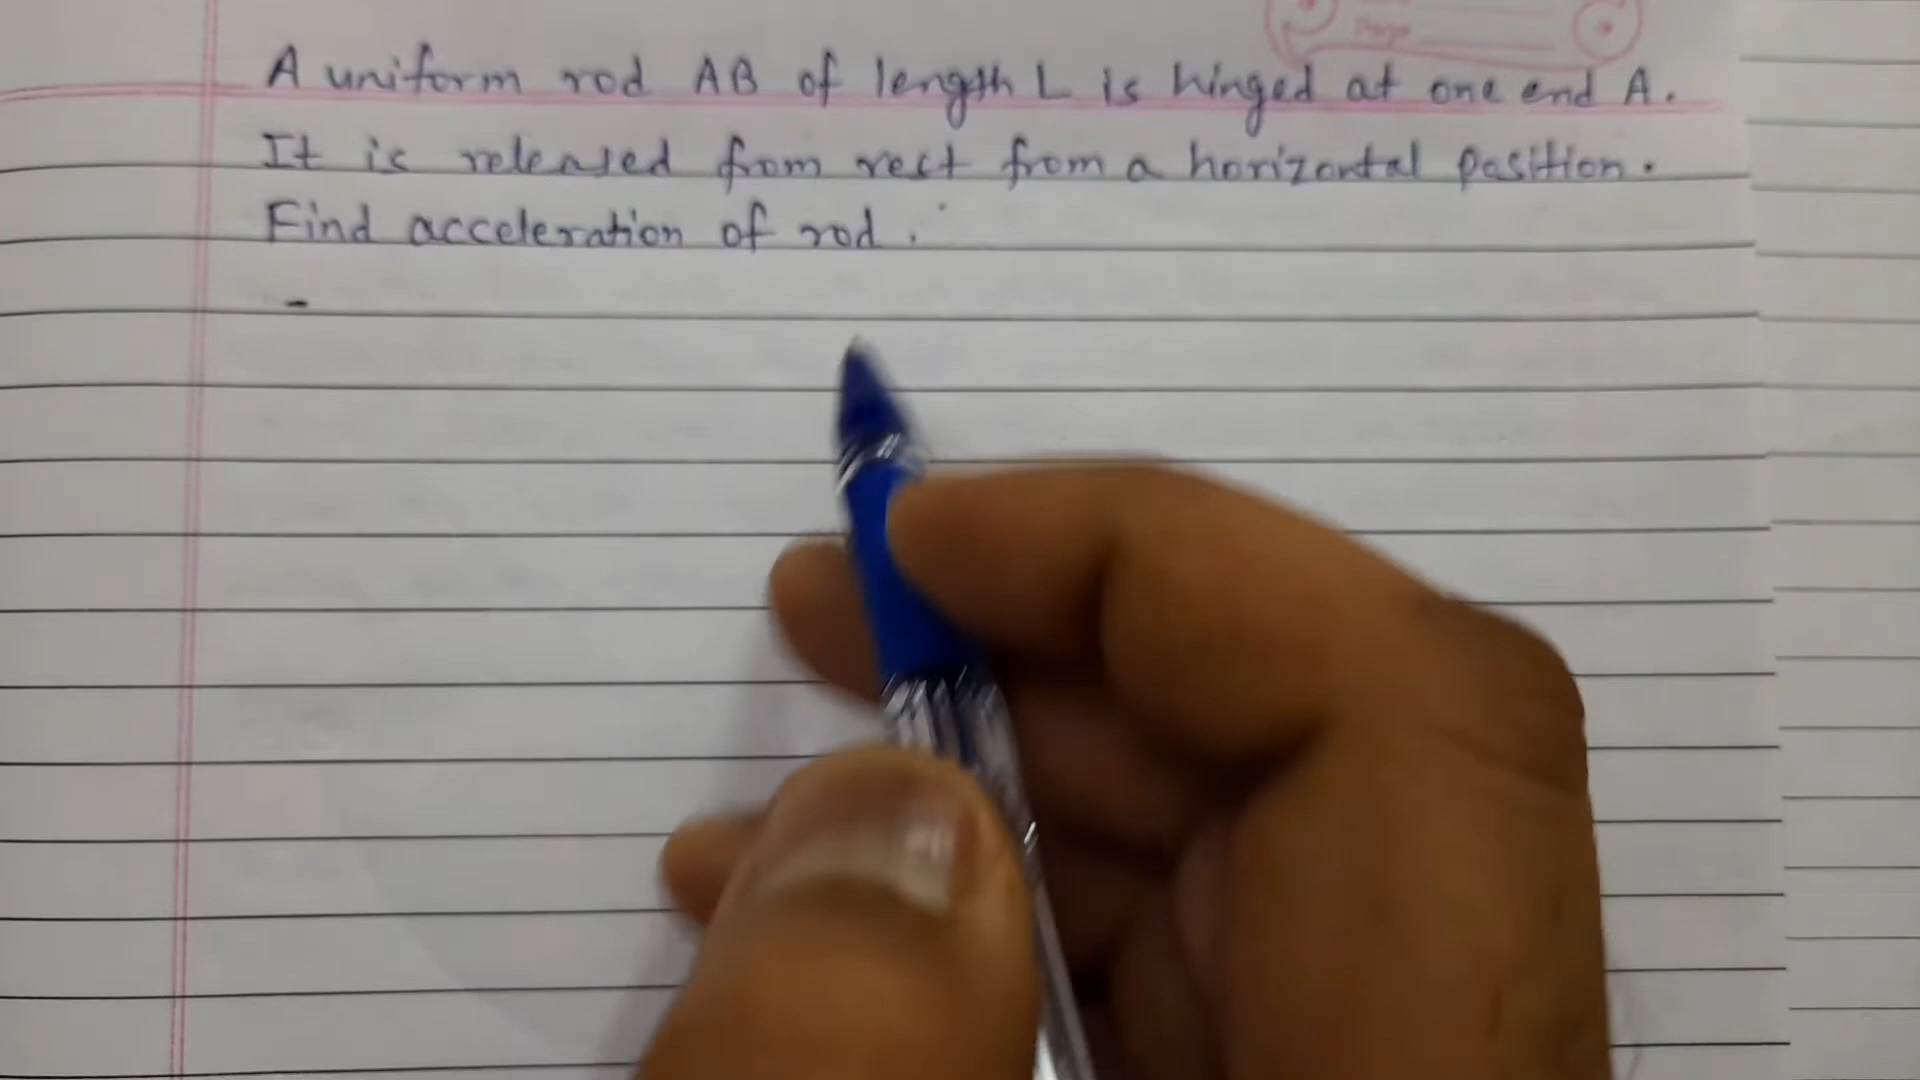 A uniform rod AB of length L is hinged at one end A.
It is released from rest from a horizontal position.
Find acceleration of rod.